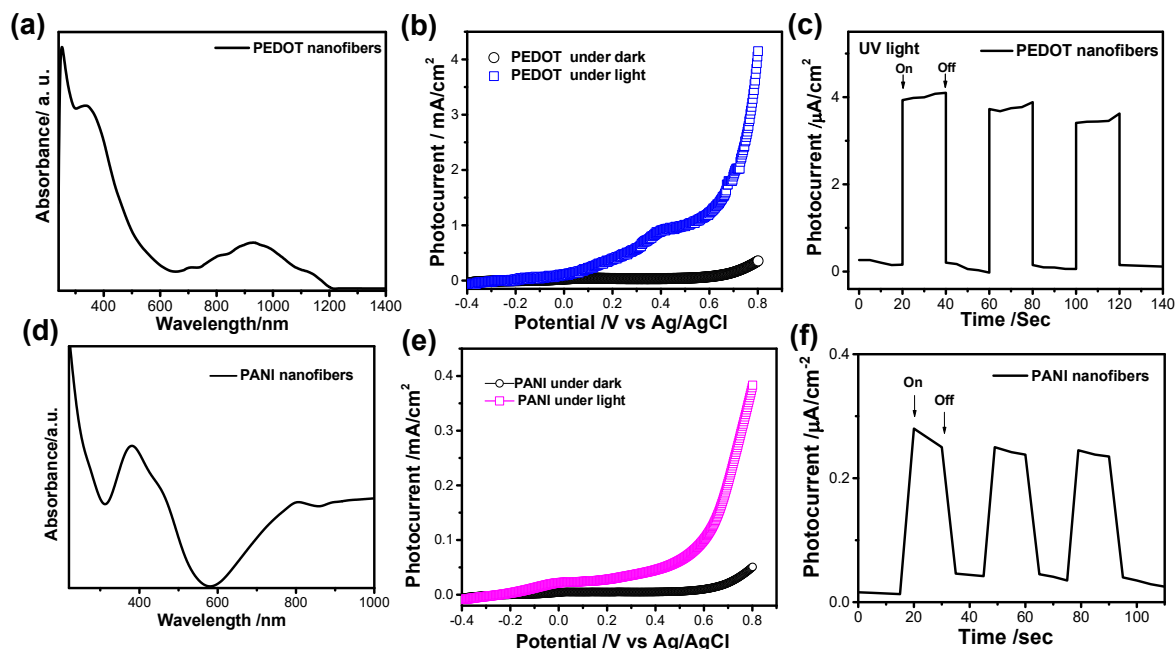 (a)
PEDOT nanofibers
Absorbance/ a. u.
400 600 800 1000 1200 1400
Wavelength/nm
(b)
PEDOT under dark
PEDOT under light
Photocurrent / mA/cm²
4
3
2
1
0
-0.4 -0.2 0.0 0.2 0.4 0.6 0.8
Potential /V vs Ag/AgCl
(c)
UV light
PEDOT nanofibers
On Off
Photocurrent /μA/cm²
4
2
0
0 20 40 60 80 100 120 140
Time /Sec
(d)
PANI nanofibers
Absorbance/a.u.
400 600 800 1000
Wavelength /nm
(e)
PANI under dark
PANI under light
Photocurrent /mA/cm²
0.4
0.3
0.2
0.1
0.0
-0.4 -0.2 0.0 0.2 0.4 0.6 0.8
Potential /V vs Ag/AgCl
(f)
PANI nanofibers
On
Off
Photocurrent /μA/cm⁻²
0.4
0.2
0.0
0 20 40 60 80 100
Time /sec